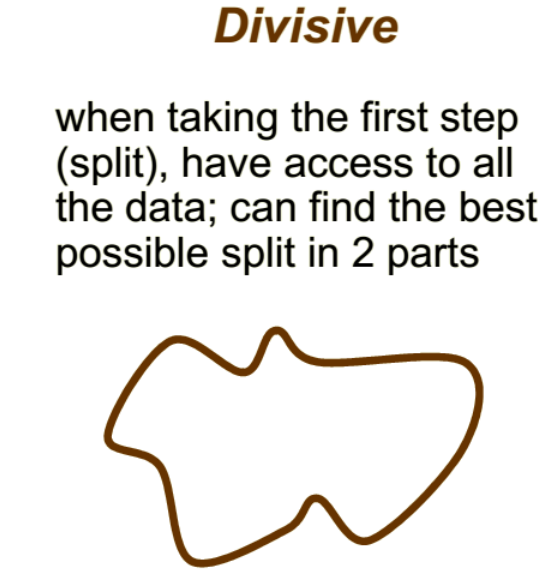 Divisive
when taking the first step
(split), have access to all
the data; can find the best
possible split in 2 parts